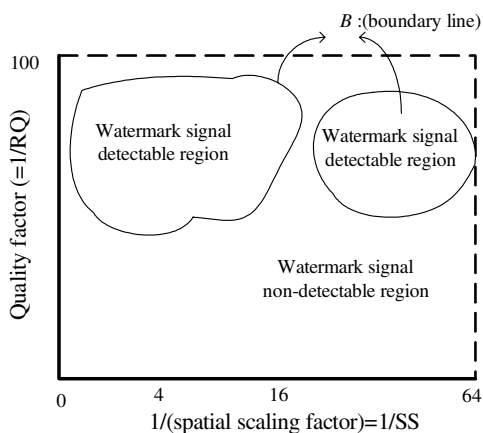 B :(boundary line)
100
Watermark signal
detectable region
Watermark signal
detectable region
Watermark signal
non-detectable region
Quality factor (=1/RQ)
0 4 16 64
1/(spatial scaling factor)=1/SS